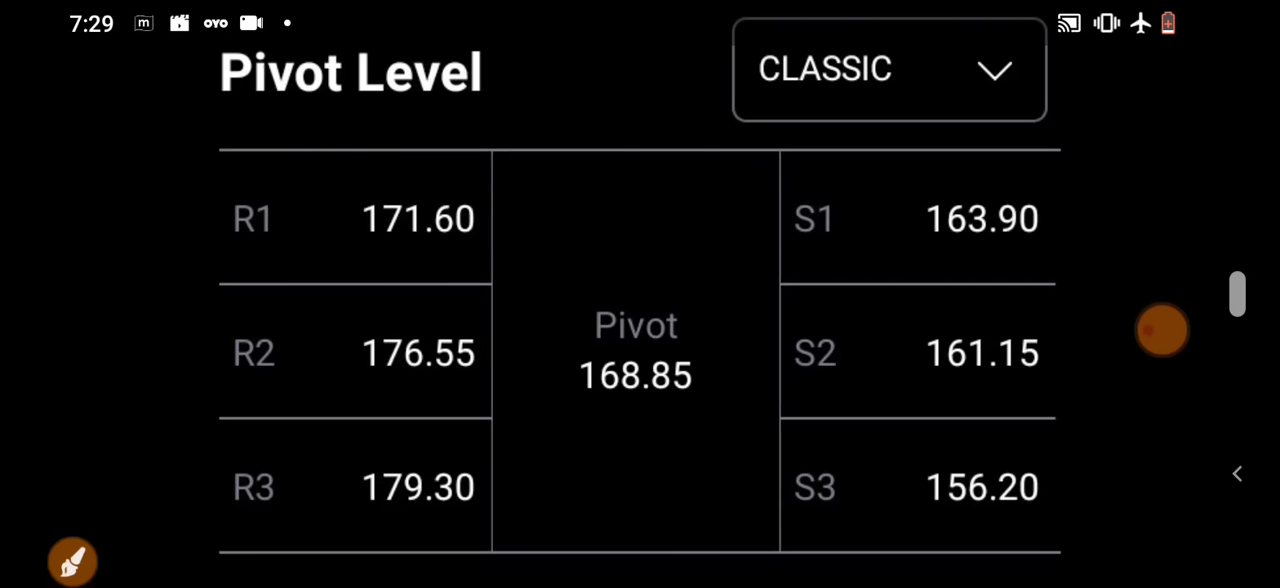 7:29 m OYO
Pivot Level
CLASSIC
R1 171.60
S1 163.90
Pivot
168.85
R2 176.55
S2 161.15
R3 179.30
S3 156.20